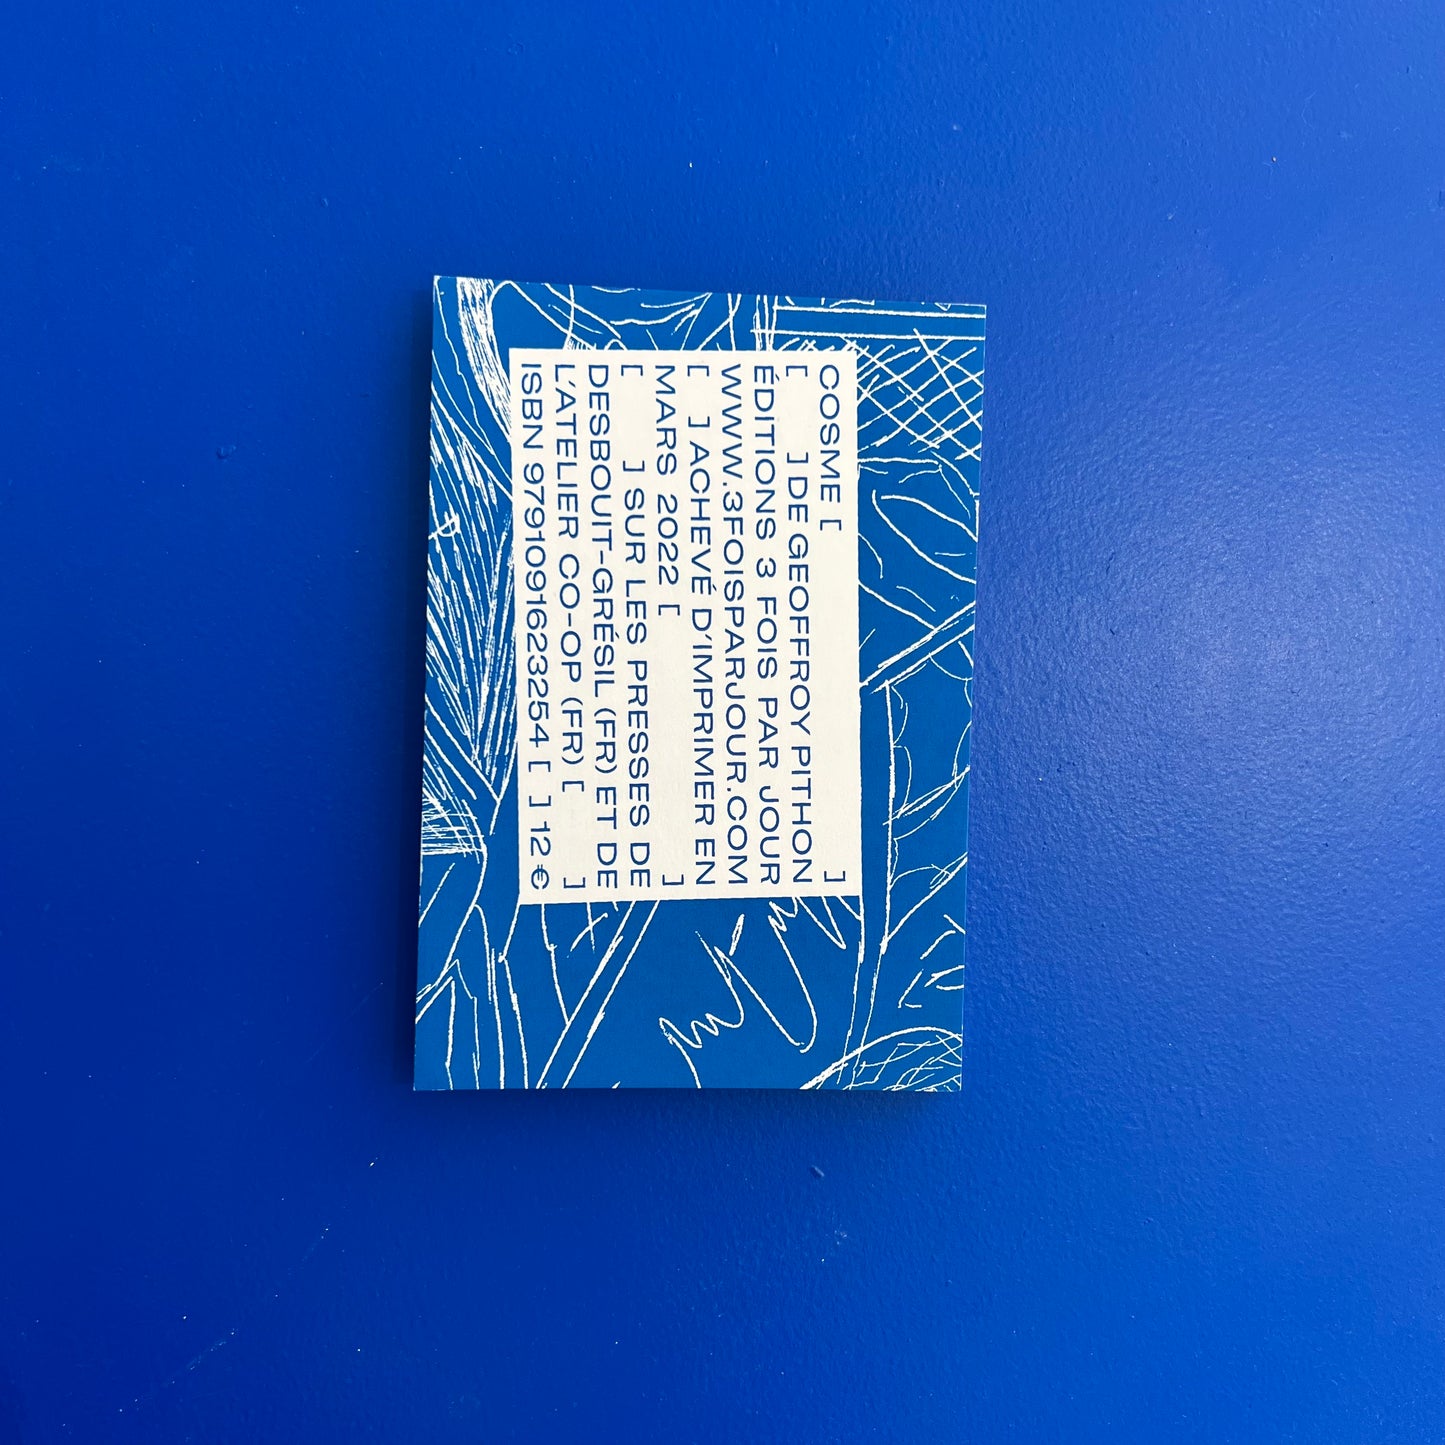 COSME [ ]
[ ] DE GEOFFROY PITHON
ÉDITIONS 3 FOIS PAR JOUR
WWW.3FOISPARJOUR.COM
[ ] ACHEVÉ D'IMPRIMER EN
MARS 2022 [ ]
[ ] SUR LES PRESSES DE
DESBOUIT-GRÉSIL (FR) ET DE
L'ATELIER CO-OP (FR) [ ]
ISBN 9791091623254 [ ] 12 €